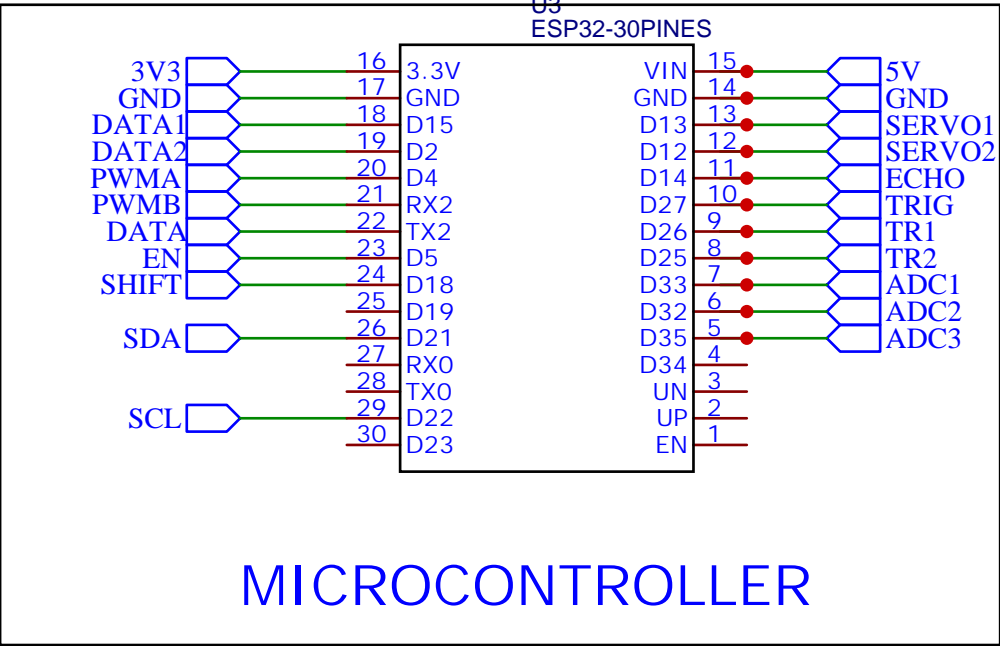 U3
ESP32-30PINES
3V3 16 3.3V VIN 15 5V
GND 17 GND GND 14 GND
DATA1 18 D15 D13 13 SERVO1
DATA2 19 D2 D12 12 SERVO2
PWMA 20 D4 D14 11 ECHO
PWMB 21 RX2 D27 10 TRIG
DATA 22 TX2 D26 9 TR1
EN 23 D5 D25 8 TR2
SHIFT 24 D18 D33 7 ADC1
25 D19 D32 6 ADC2
SDA 26 D21 D35 5 ADC3
27 RX0 D34 4
28 TX0 UN 3
SCL 29 D22 UP 2
30 D23 EN 1
MICROCONTROLLER